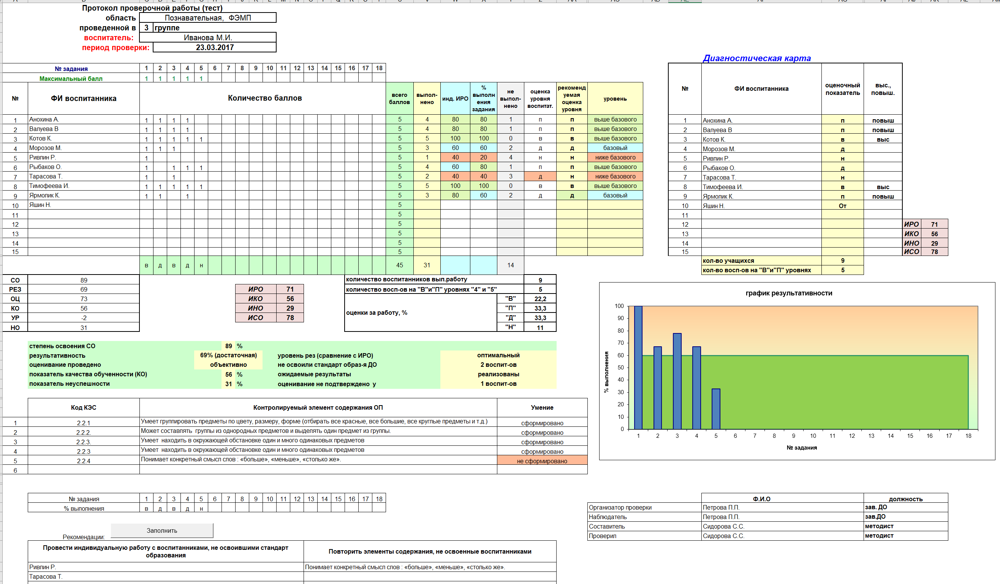 Протокол проверочной работы (тест)
область Познавательная, ФЭМП
проведенной в 3 группе
воспитатель: Иванова М.И.
период проверки: 23.03.2017
Диагностическая карта
№ задания 1 2 3 4 5 6 7 8 9 10 11 12 13 14 15 16 17 18
Максимальный балл 1 1 1 1 1
№ ФИ воспитанника Количество баллов всего баллов выпол-нено инд. ИРО % выполнения задания не выпол-нено оценка уровня воспитат. рекомендуемая оценка уровня уровень
1 Анохина А. 1 1 1 1 5 4 80 80 1 п п выше базового
2 Валуева В 1 1 1 1 5 4 80 80 1 п п выше базового
3 Котов К. 1 1 1 1 1 5 5 100 100 0 в в выше базового
4 Морозов М. 1 1 1 5 3 60 60 2 д д базовый
5 Ривлин Р. 1 5 1 40 20 4 н н ниже базового
6 Рыбаков О. 1 1 1 1 5 4 60 80 1 п п выше базового
7 Тарасова Т. 1 1 5 2 40 40 3 д н ниже базового
8 Тимофеева И. 1 1 1 1 1 5 5 100 100 0 в в выше базового
9 Ярмолик К. 1 1 1 5 3 80 60 2 д д базовый
10 Яшин Н. 5
11 5
12 5
13 5
14 5
15 5
в д в д н 45 31 14
№ ФИ воспитанника оценочный показатель выс., повыш.
1 Анохина А. п повыш
2 Валуева В п повыш
3 Котов К. в выс
4 Морозов М. д
5 Ривлин Р. н
6 Рыбаков О. д
7 Тарасова Т. н
8 Тимофеева И. в выс
9 Ярмолик К. п повыш
10 Яшин Н. От
11
12 ИРО 71
13 ИКО 56
14 ИНО 29
15 ИСО 78
кол-во учащихся 9
кол-во восп-ов на "В"и"П" уровнях 5
СО 89
РЕЗ 69
ОЦ 73
КО 56
УР -2
НО 31
ИРО 71
ИКО 56
ИНО 29
ИСО 78
количество воспитанников вып.работу 9
количество восп-ов на "В"и"П" уровнях "4" и "5" 5
оценки за работу, %
"В" 22,2
"П" 33,3
"Д" 33,3
"Н" 11
степень освоения СО 89 %
результативность 69% (достаточная) уровень рез (сравнение с ИРО) оптимальный
оценивание проведено объективно не освоили стандарт образ-я ДО 2 воспит-ов
показатель качества обученности (КО) 56 % ожидаемые результаты реализованы
показатель неуспешности 31 % оценивание не подтверждено у 1 воспит-ов
график результативности
% выполнения
100
90
80
70
60
50
40
30
20
10
0
1 2 3 4 5 6 7 8 9 10 11 12 13 14 15 16 17 18
№ задания
Код КЭС Контролируемый элемент содержания ОП Умение
1 2.2.1 Умеет группировать предметы по цвету, размеру, форме (отбирать все красные, все большие, все круглые предметы и т.д.) сформировано
2 2.2.2. Может составлять группы из однородных предметов и выделять один предмет из группы. сформировано
3 2.2.3. Умеет находить в окружающей обстановке один и много одинаковых предметов сформировано
4 2.2.3 Умеет находить в окружающей обстановке один и много одинаковых предметов сформировано
5 2.2.4 Понимает конкретный смысл слов : «больше», «меньше», «столько же». не сформировано
6
№ задания 1 2 3 4 5 6 7 8 9 10 11 12 13 14 15 16 17 18
% выполнения в д в д н
Ф.И.О должность
Организатор проверки Петрова П.П. зав. ДО
Наблюдатель Петрова П.П. зав.ДО
Составитель Сидорова С.С. методист
Проверил Сидорова С.С. методист
Рекомендации: Заполнить
Провести индивидуальную работу с воспитанниками, не освоившими стандарт образования
Повторить элементы содержания, не освоенные воспитанниками
Ривлин Р. Понимает конкретный смысл слов : «больше», «меньше», «столько же».
Тарасова Т.